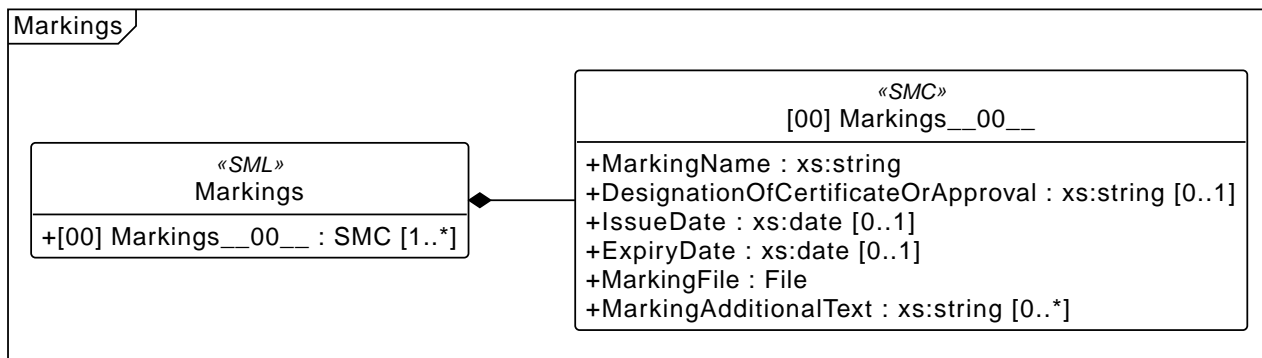 Markings
«SML»
Markings
+[00] Markings__00__ : SMC [1..*]
«SMC»
[00] Markings__00__
+MarkingName : xs:string
+DesignationOfCertificateOrApproval : xs:string [0..1]
+IssueDate : xs:date [0..1]
+ExpiryDate : xs:date [0..1]
+MarkingFile : File
+MarkingAdditionalText : xs:string [0..*]